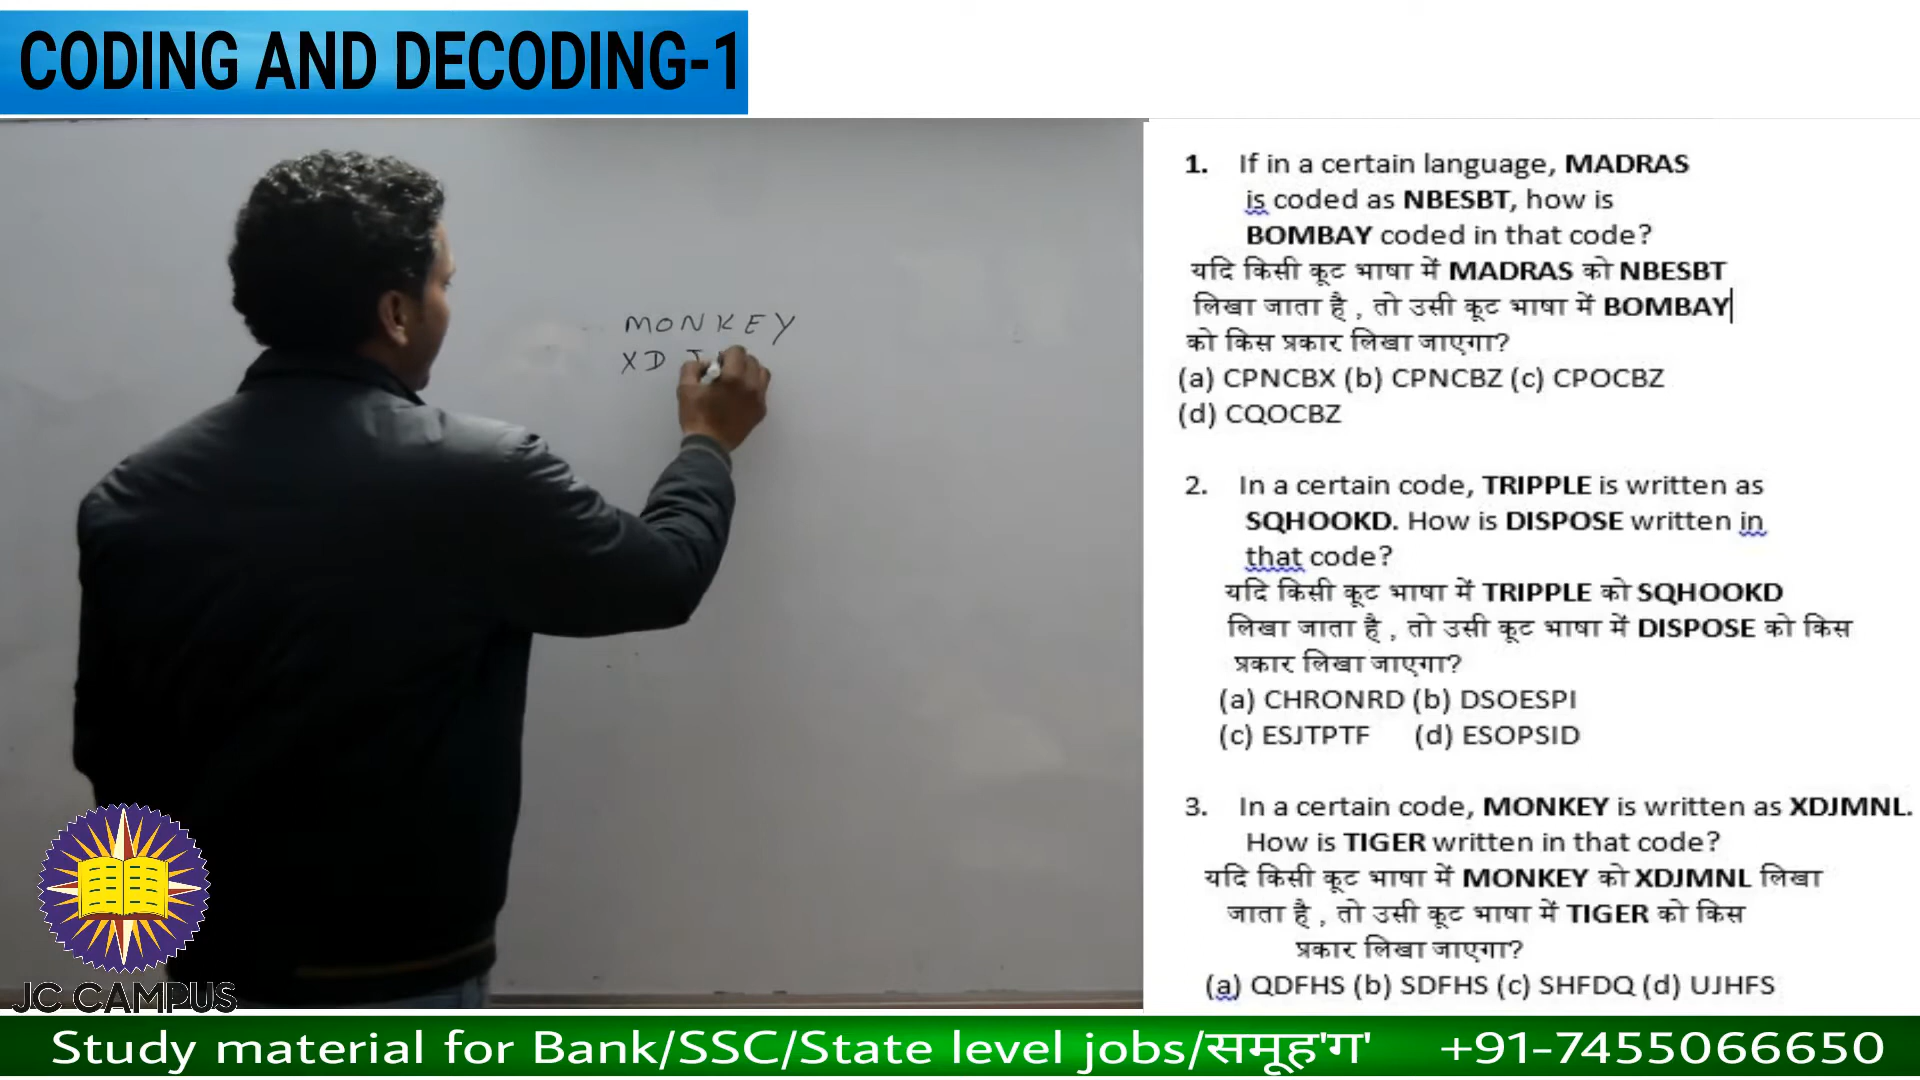 CODING AND DECODING-1
MONKEY
XD
1. If in a certain language, MADRAS
is coded as NBESBT, how is
BOMBAY coded in that code?
यदि किसी कूट भाषा में MADRAS को NBESBT
लिखा जाता है , तो उसी कूट भाषा में BOMBAY
को किस प्रकार लिखा जाएगा?
(a) CPNCBX (b) CPNCBZ (c) CPOCBZ
(d) CQOCBZ
2. In a certain code, TRIPPLE is written as
SQHOOKD. How is DISPOSE written in
that code?
यदि किसी कूट भाषा में TRIPPLE को SQHOOKD
लिखा जाता है , तो उसी कूट भाषा में DISPOSE को किस
प्रकार लिखा जाएगा?
(a) CHRONRD (b) DSOESPI
(c) ESJTPTF (d) ESOPSID
3. In a certain code, MONKEY is written as XDJMNL.
How is TIGER written in that code?
यदि किसी कूट भाषा में MONKEY को XDJMNL लिखा
जाता है , तो उसी कूट भाषा में TIGER को किस
प्रकार लिखा जाएगा?
(a) QDFHS (b) SDFHS (c) SHFDQ (d) UJHFS
JC CAMPUS
Study material for Bank/SSC/State level jobs/समूह'ग' +91-7455066650